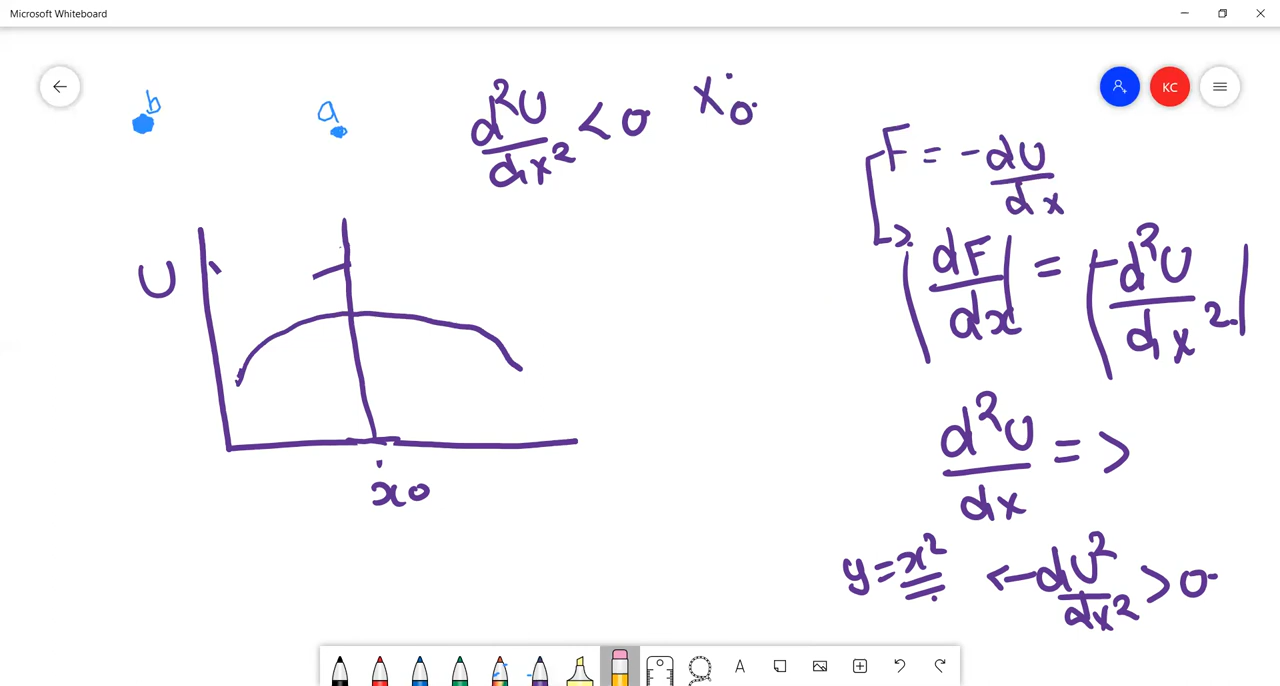 Microsoft Whiteboard
KC
b
a
d²U/dx² < 0
X0
F = -dU/dx
|dF/dx| = |-d²U/dx²|
U
x0
d²U/dx = >
y = x² ← dU²/dx² > 0
A